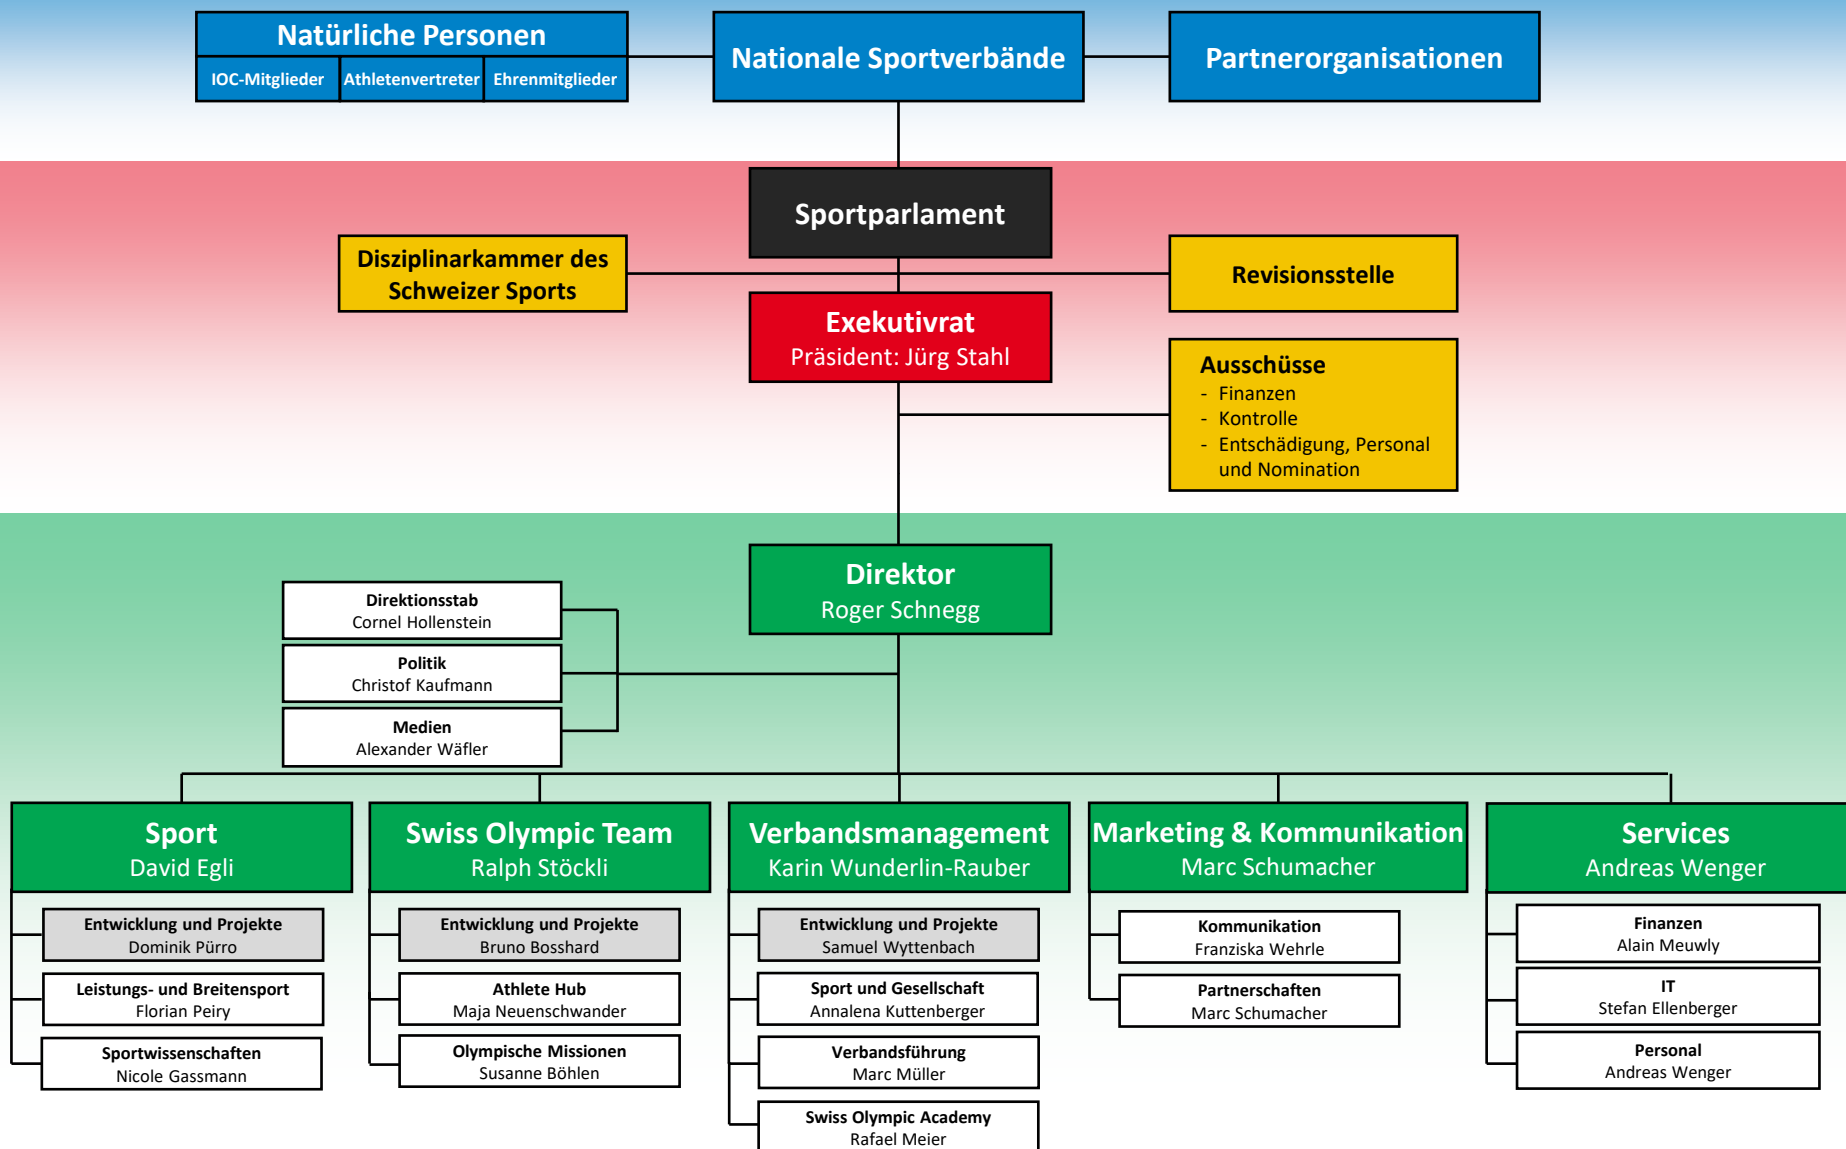 Natürliche Personen
IOC-Mitglieder
Athletenvertreter
Ehrenmitglieder
Nationale Sportverbände
Partnerorganisationen
Sportparlament
Disziplinarkammer des
Schweizer Sports
Revisionsstelle
Exekutivrat
Präsident: Jürg Stahl
Ausschüsse
- Finanzen
- Kontrolle
- Entschädigung, Personal
und Nomination
Direktor
Roger Schnegg
Direktionsstab
Cornel Hollenstein
Politik
Christof Kaufmann
Medien
Alexander Wäfler
Sport
David Egli
Entwicklung und Projekte
Dominik Pürro
Leistungs- und Breitensport
Florian Peiry
Sportwissenschaften
Nicole Gassmann
Swiss Olympic Team
Ralph Stöckli
Entwicklung und Projekte
Bruno Bosshard
Athlete Hub
Maja Neuenschwander
Olympische Missionen
Susanne Böhlen
Verbandsmanagement
Karin Wunderlin-Rauber
Entwicklung und Projekte
Samuel Wyttenbach
Sport und Gesellschaft
Annalena Kuttenberger
Verbandsführung
Marc Müller
Swiss Olympic Academy
Rafael Meier
Marketing & Kommunikation
Marc Schumacher
Kommunikation
Franziska Wehrle
Partnerschaften
Marc Schumacher
Services
Andreas Wenger
Finanzen
Alain Meuwly
IT
Stefan Ellenberger
Personal
Andreas Wenger